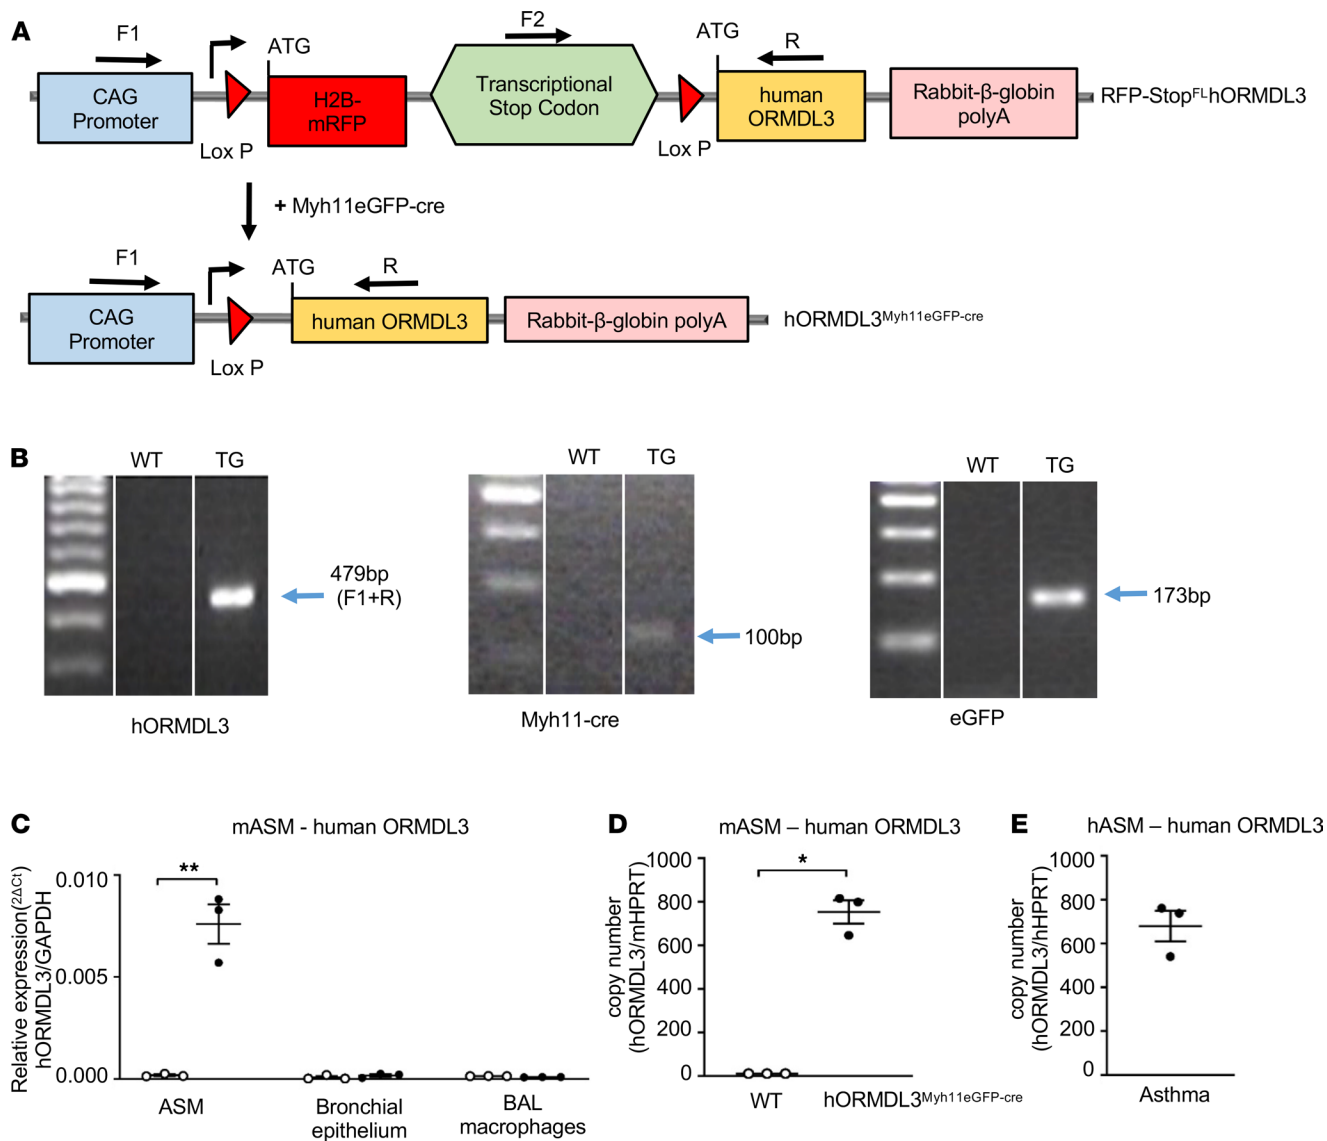 A
F1
ATG
F2
ATG
R
CAG
Promoter
Lox P
H2B-
mRFP
Transcriptional
Stop Codon
Lox P
human
ORMDL3
Rabbit-β-globin
polyA
RFP-StopFLhORMDL3
+ Myh11eGFP-cre
F1
ATG
R
CAG
Promoter
Lox P
human ORMDL3
Rabbit-β-globin polyA
hORMDL3Myh11eGFP-cre
B
WT
TG
479bp
(F1+R)
hORMDL3
WT
TG
100bp
Myh11-cre
WT
TG
173bp
eGFP
C
mASM - human ORMDL3
Relative expression(2ΔCt)
hORMDL3/GAPDH
0.010
0.005
0.000
**
ASM
Bronchial
epithelium
BAL
macrophages
D
mASM – human ORMDL3
copy number
(hORMDL3/mHPRT)
1000
800
600
400
200
0
*
WT
hORMDL3Myh11eGFP-cre
E
hASM – human ORMDL3
copy number
(hORMDL3/hHPRT)
1000
800
600
400
200
0
Asthma